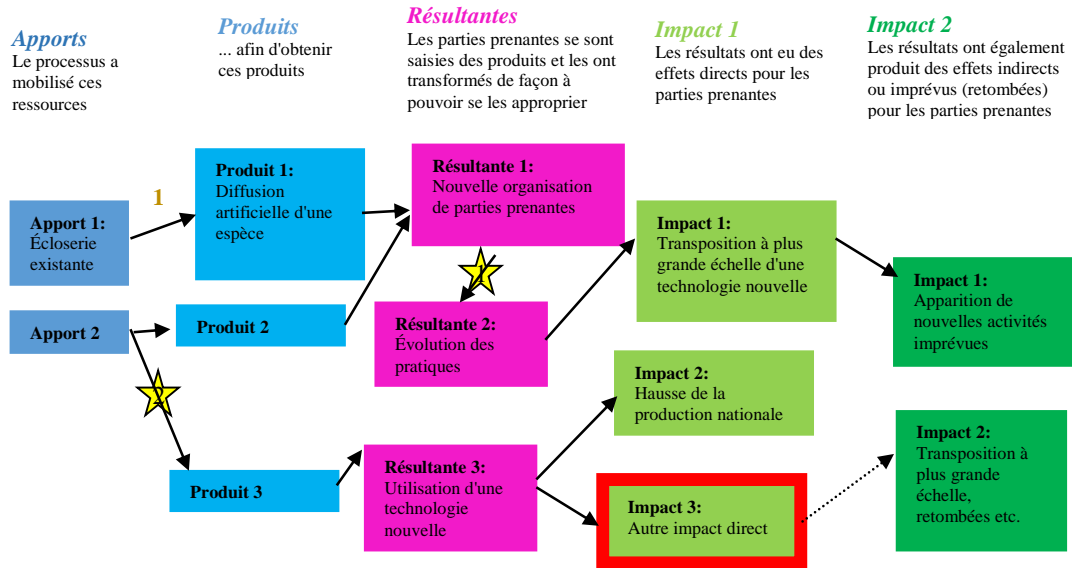 Apports
Le processus a
mobilisé ces
ressources
Produits
... afin d'obtenir
ces produits
Résultantes
Les parties prenantes se sont
saisies des produits et les ont
transformés de façon à
pouvoir se les approprier
Impact 1
Les résultats ont eu des
effets directs pour les
parties prenantes
Impact 2
Les résultats ont également
produit des effets indirects
ou imprévus (retombées)
pour les parties prenantes
Apport 1:
Écloserie
existante
1
Produit 1:
Diffusion
artificielle d'une
espèce
Résultante 1:
Nouvelle organisation
de parties prenantes
Impact 1:
Transposition à plus
grande échelle d'une
technologie nouvelle
Impact 1:
Apparition de
nouvelles activités
imprévues
1
Apport 2
Produit 2
Résultante 2:
Évolution des
pratiques
2
Impact 2:
Hausse de la
production nationale
Impact 2:
Transposition à
plus grande
échelle,
retombées etc.
Produit 3
Résultante 3:
Utilisation d'une
technologie
nouvelle
Impact 3:
Autre impact direct